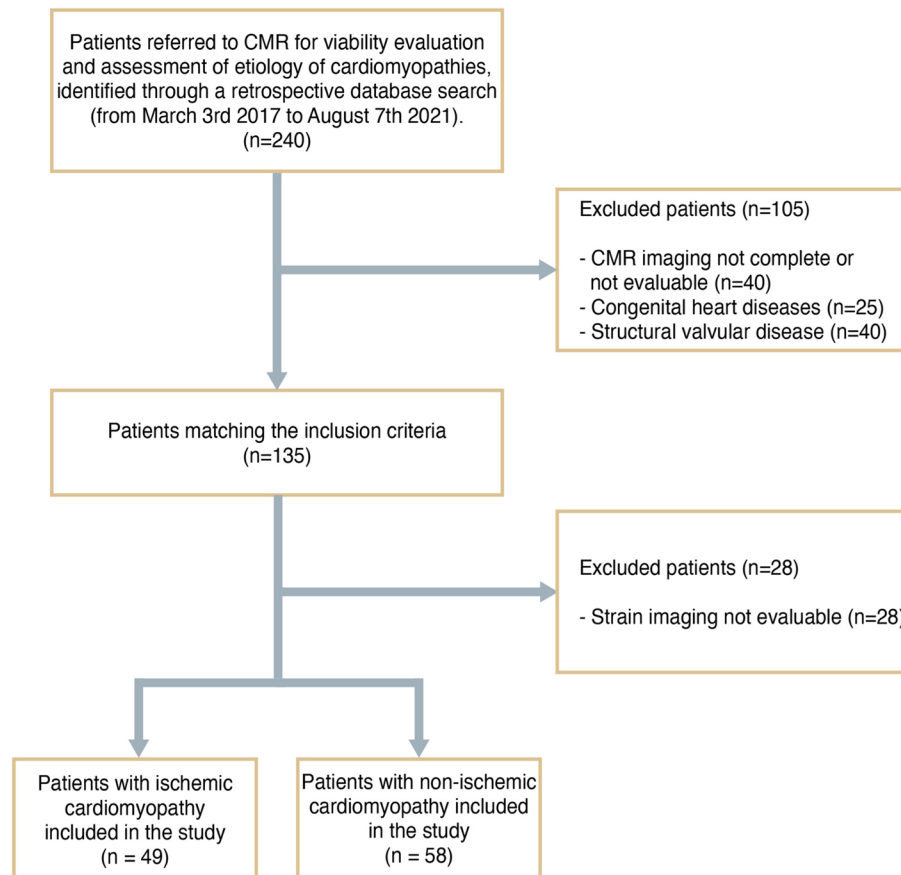 Patients referred to CMR for viability evaluation
and assessment of etiology of cardiomyopathies,
identified through a retrospective database search
(from March 3rd 2017 to August 7th 2021).
(n=240)
Excluded patients (n=105)
- CMR imaging not complete or
not evaluable (n=40)
- Congenital heart diseases (n=25)
- Structural valvular disease (n=40)
Patients matching the inclusion criteria
(n=135)
Excluded patients (n=28)
- Strain imaging not evaluable (n=28)
Patients with ischemic
cardiomyopathy
included in the study
(n = 49)
Patients with non-ischemic
cardiomyopathy included
in the study
(n = 58)